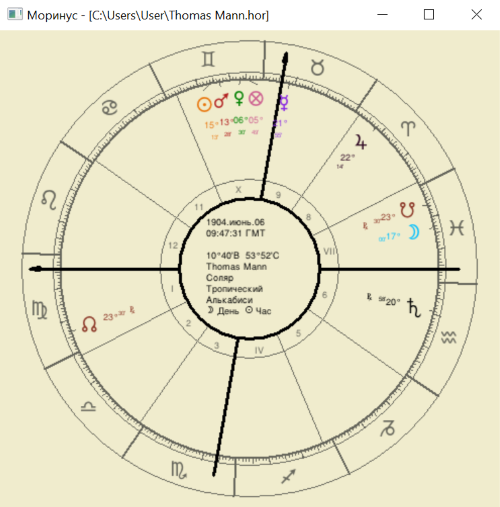 Моринус - [C:\Users\User\Thomas Mann.hor]
15° 13° 06° 05°
22°
23°
17°
20°
23°
X
9
11
8
12
VII
I
6
2
5
3
IV
1904.июнь.06
09:47:31 ГМТ
10°40'В 53°52'С
Thomas Mann
Соляр
Тропический
Алькабиси
День Час